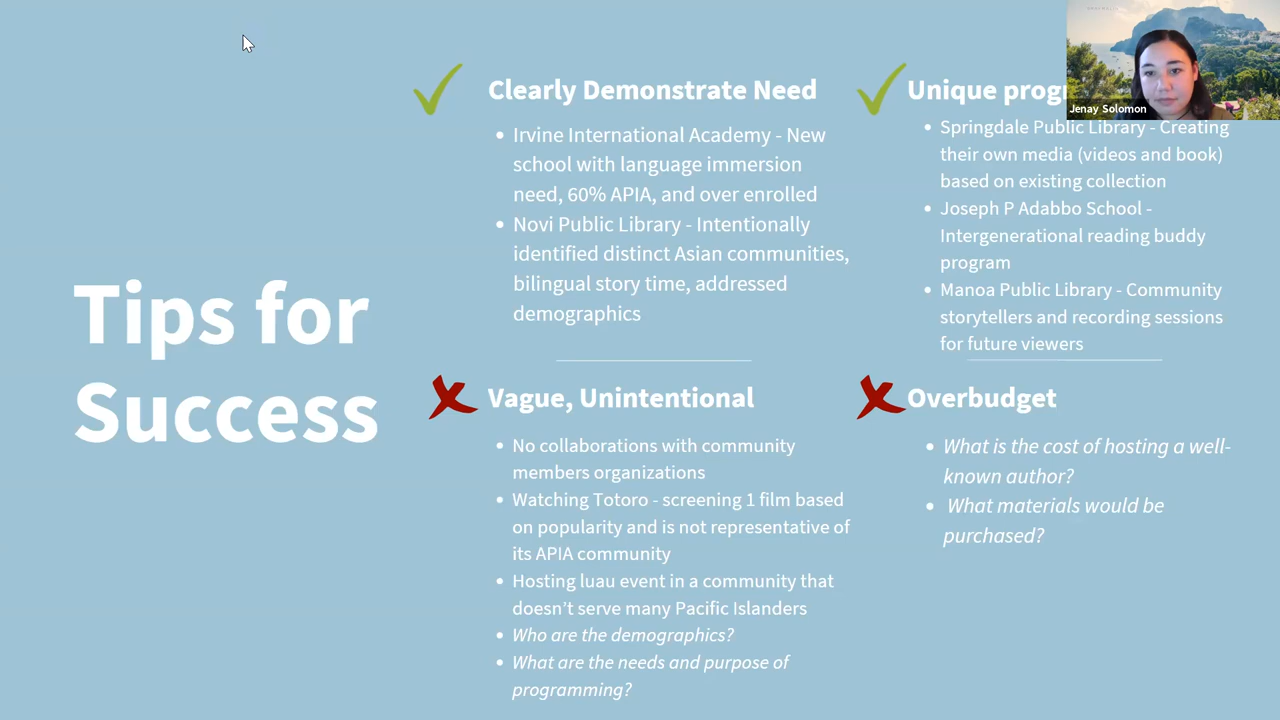 Tips for
Success
Clearly Demonstrate Need
• Irvine International Academy - New
school with language immersion
need, 60% APIA, and over enrolled
• Novi Public Library - Intentionally
identified distinct Asian communities,
bilingual story time, addressed
demographics
Unique
• Springdale Public Library - Creating
their own media (videos and book)
based on existing collection
• Joseph P Adabbo School -
Intergenerational reading buddy
program
• Manoa Public Library - Community
storytellers and recording sessions
for future viewers
Vague, Unintentional
• No collaborations with community
members organizations
• Watching Totoro - screening 1 film based
on popularity and is not representative of
its APIA community
• Hosting luau event in a community that
doesn't serve many Pacific Islanders
• Who are the demographics?
• What are the needs and purpose of
programming?
Overbudget
• What is the cost of hosting a well-
known author?
• What materials would be
purchased?
Jenay Solomon